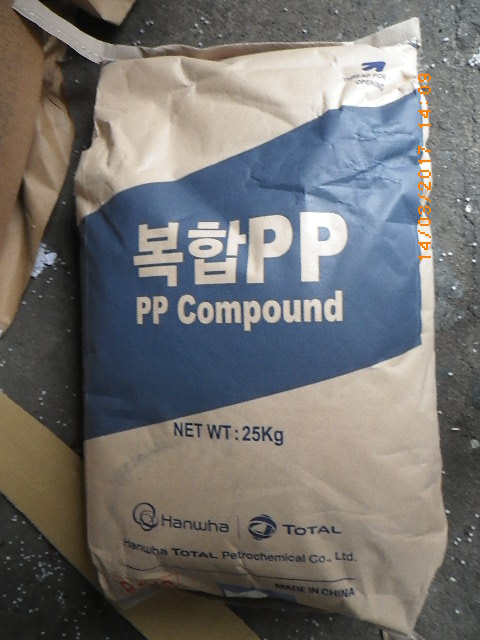 OPENING
14/03/2017 14:09
복합PP
PP Compound
NET WT : 25Kg
Hanwha | TOTAL
Hanwha TOTAL Petrochemical Co., Ltd.
MADE IN CHINA